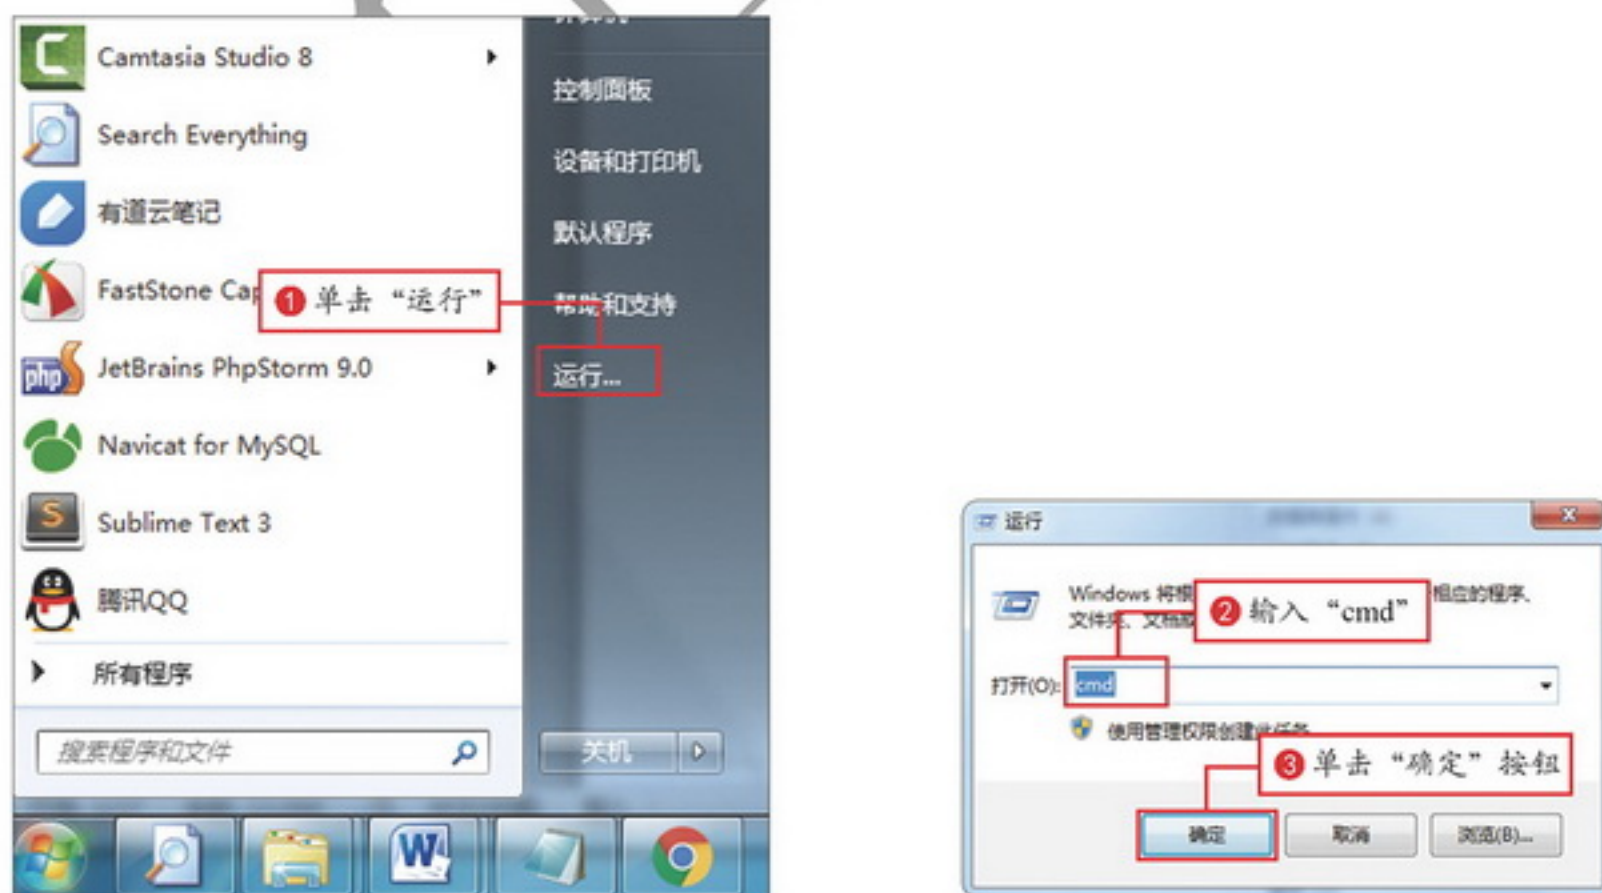 Camtasia Studio 8
Search Everything
有道云笔记
FastStone Cap
JetBrains PhpStorm 9.0
Navicat for MySQL
Sublime Text 3
腾讯QQ
所有程序
搜索程序和文件
控制面板
设备和打印机
默认程序
帮助和支持
运行...
关机
1 单击“运行”
运行
Windows 将根
相应的程序、
文件夹、文档或
2 输入“cmd”
打开(O): cmd
使用管理权限创建此任务
3 单击“确定”按钮
确定
取消
浏览(B)...